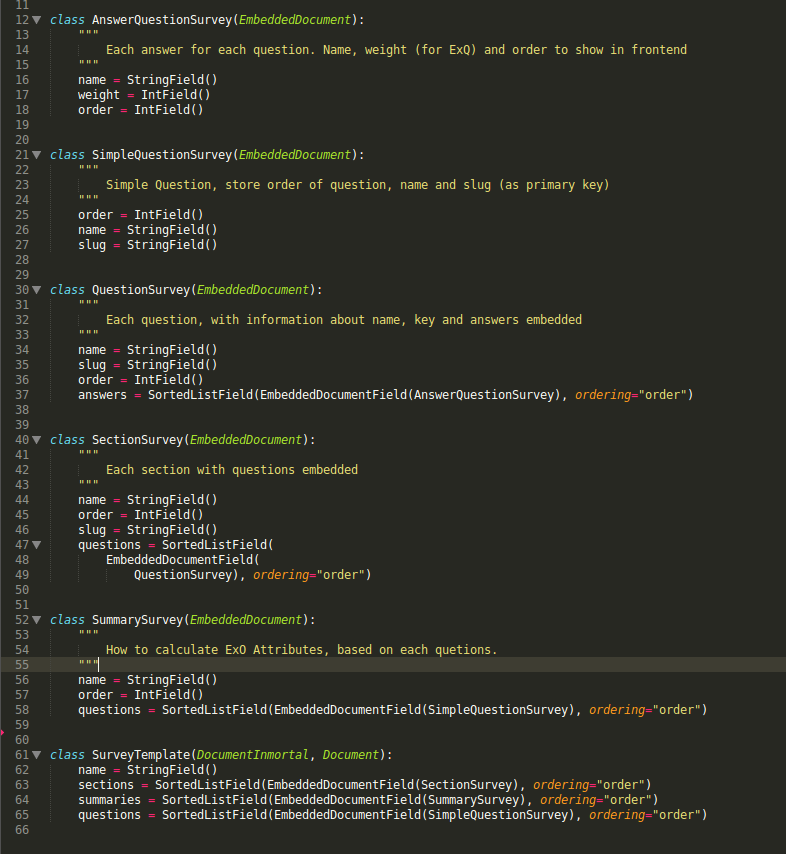 11
12 class AnswerQuestionSurvey(EmbeddedDocument):
13     """
14         Each answer for each question. Name, weight (for ExQ) and order to show in frontend
15     """
16     name = StringField()
17     weight = IntField()
18     order = IntField()
19
20
21 class SimpleQuestionSurvey(EmbeddedDocument):
22     """
23         Simple Question, store order of question, name and slug (as primary key)
24     """
25     order = IntField()
26     name = StringField()
27     slug = StringField()
28
29
30 class QuestionSurvey(EmbeddedDocument):
31     """
32         Each question, with information about name, key and answers embedded
33     """
34     name = StringField()
35     slug = StringField()
36     order = IntField()
37     answers = SortedListField(EmbeddedDocumentField(AnswerQuestionSurvey), ordering="order")
38
39
40 class SectionSurvey(EmbeddedDocument):
41     """
42         Each section with questions embedded
43     """
44     name = StringField()
45     order = IntField()
46     slug = StringField()
47     questions = SortedListField(
48         EmbeddedDocumentField(
49             QuestionSurvey), ordering="order")
50
51
52 class SummarySurvey(EmbeddedDocument):
53     """
54         How to calculate ExO Attributes, based on each quetions.
55     """
56     name = StringField()
57     order = IntField()
58     questions = SortedListField(EmbeddedDocumentField(SimpleQuestionSurvey), ordering="order")
59
60
61 class SurveyTemplate(DocumentInmortal, Document):
62     name = StringField()
63     sections = SortedListField(EmbeddedDocumentField(SectionSurvey), ordering="order")
64     summaries = SortedListField(EmbeddedDocumentField(SummarySurvey), ordering="order")
65     questions = SortedListField(EmbeddedDocumentField(SimpleQuestionSurvey), ordering="order")
66